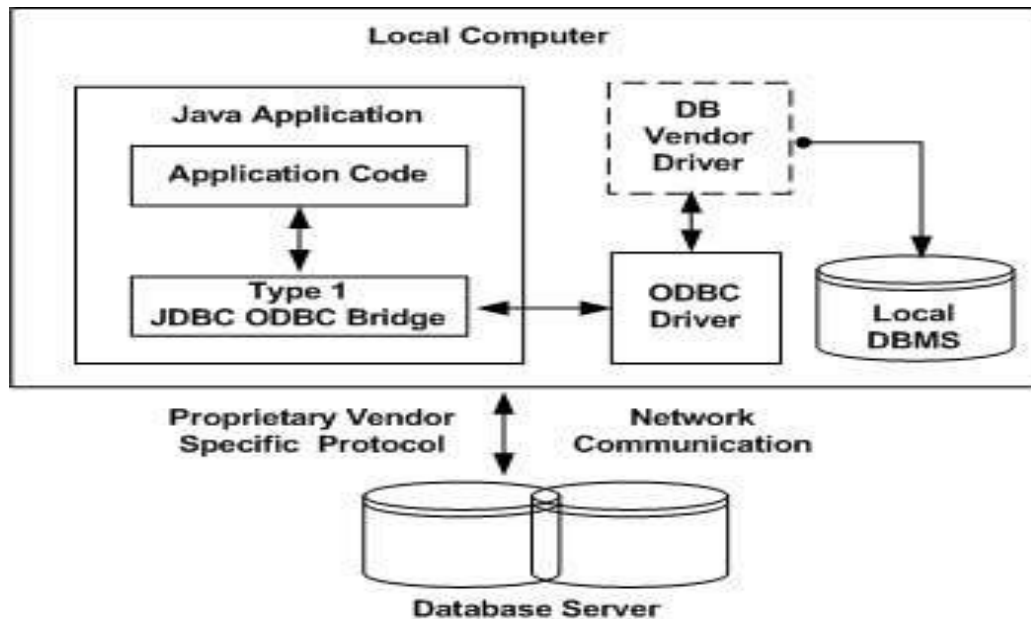 Local Computer
Java Application
Application Code
Type 1
JDBC ODBC Bridge
DB
Vendor
Driver
ODBC
Driver
Local
DBMS
Proprietary Vendor
Specific Protocol
Network
Communication
Database Server